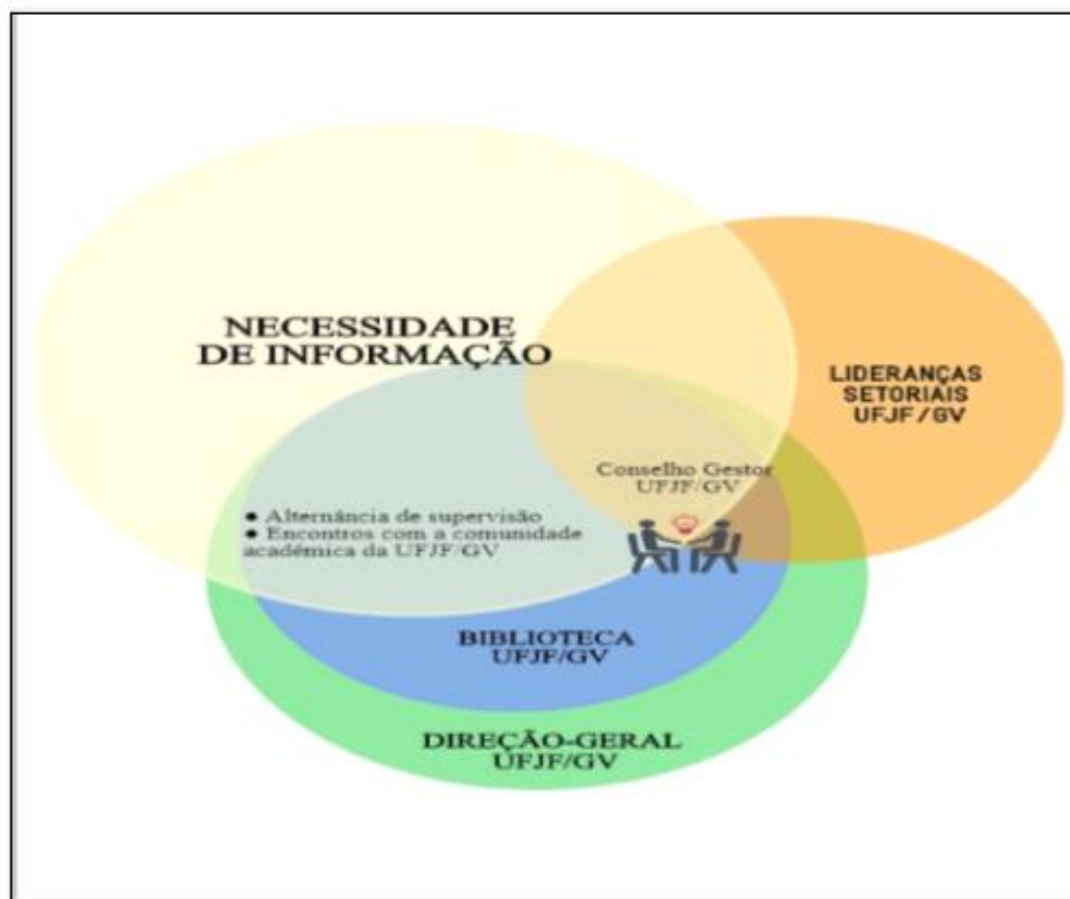 NECESSIDADE
DE INFORMAÇÃO
LIDERANÇAS
SETORIAIS
UFJF/GV
Conselho Gestor
UFJF/GV
● Alternância de supervisão
● Encontros com a comunidade
acadêmica da UFJF/GV
BIBLIOTECA
UFJF/GV
DIREÇÃO-GERAL
UFJF/GV